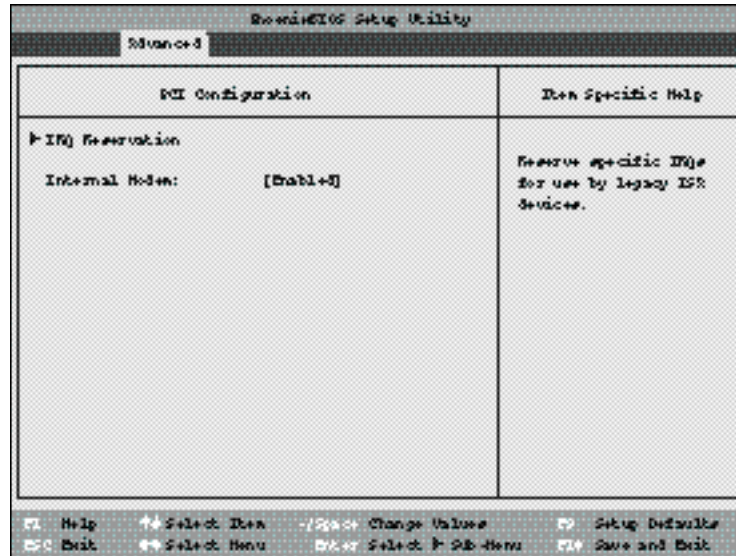 PhoenixBIOS Setup Utility
Advanced
PCI Configuration
Item Specific Help
IRQ Reservation
Internal Modem: [Enabled]
Reserve specific IRQs
for use by legacy ISA
devices.
F1 Help ↑↓ Select Item -/Space Change Values F9 Setup Defaults
ESC Exit ←→ Select Menu Enter Select ▶ Sub-Menu F10 Save and Exit